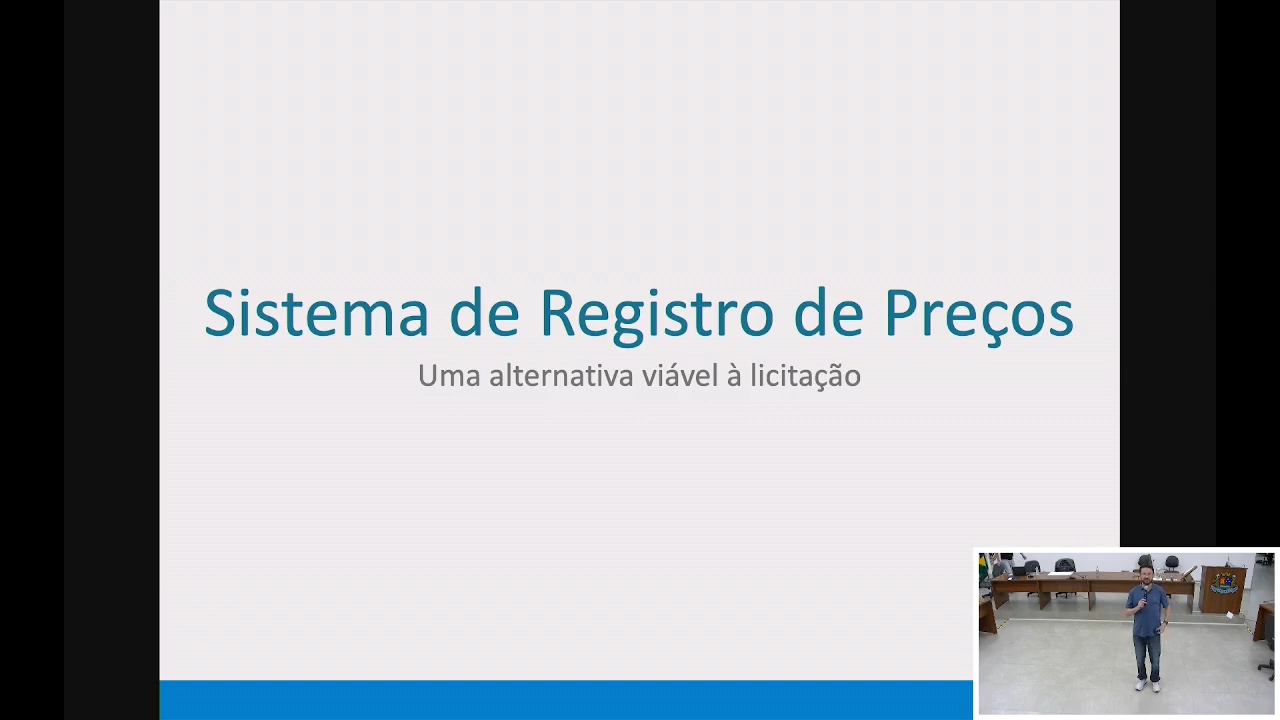 Sistema de Registro de Preços
Uma alternativa viável à licitação